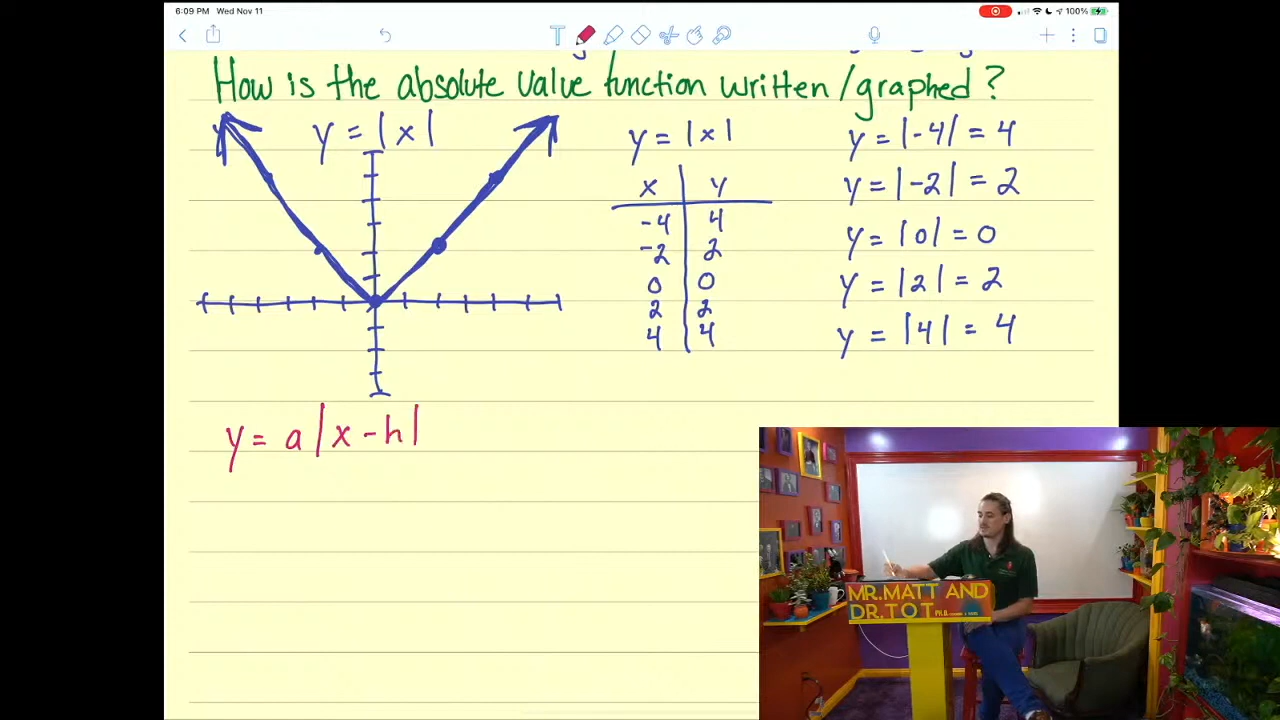 6:09 PM Wed Nov 11
100%
How is the absolute value function written/graphed?
y = |x|
y = |x|
x y
-4 4
-2 2
0 0
2 2
4 4
y = |-4| = 4
y = |-2| = 2
y = |0| = 0
y = |2| = 2
y = |4| = 4
y = a|x-h|
MR.MATT AND
DR.TOT PH.D.